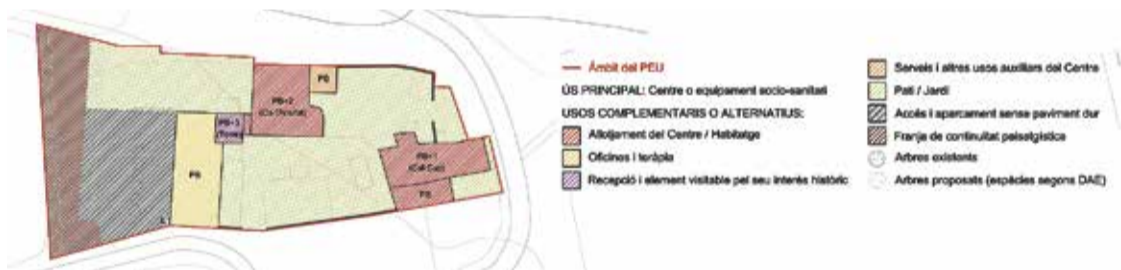 PB+2
PB
PB+3
(Torre)
PB
PB+1
PB
Àmbit del PEU
ÚS PRINCIPAL: Centre o equipament socio-sanitari
USOS COMPLEMENTARIS O ALTERNATIUS:
Allotjament del Centre / Habitatge
Oficines i teràpia
Recepció i element visitable pel seu interès històric
Serveis i altres usos auxiliars del Centre
Pati / Jardí
Accés i aparcament sense paviment dur
Franja de continuïtat paisatgística
Arbres existents
Arbres proposats (espècies segons DAE)